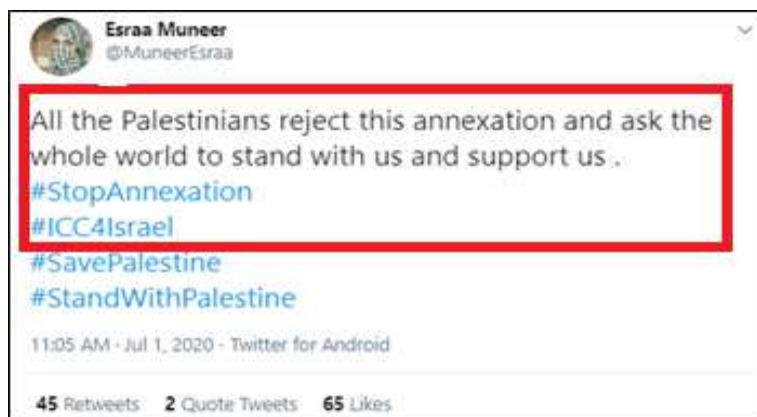 Esraa Muneer
@MuneerEsraa
All the Palestinians reject this annexation and ask the
whole world to stand with us and support us .
#StopAnnexation
#ICC4Israel
#SavePalestine
#StandWithPalestine
11:05 AM · Jul 1, 2020 · Twitter for Android
45 Retweets 2 Quote Tweets 65 Likes